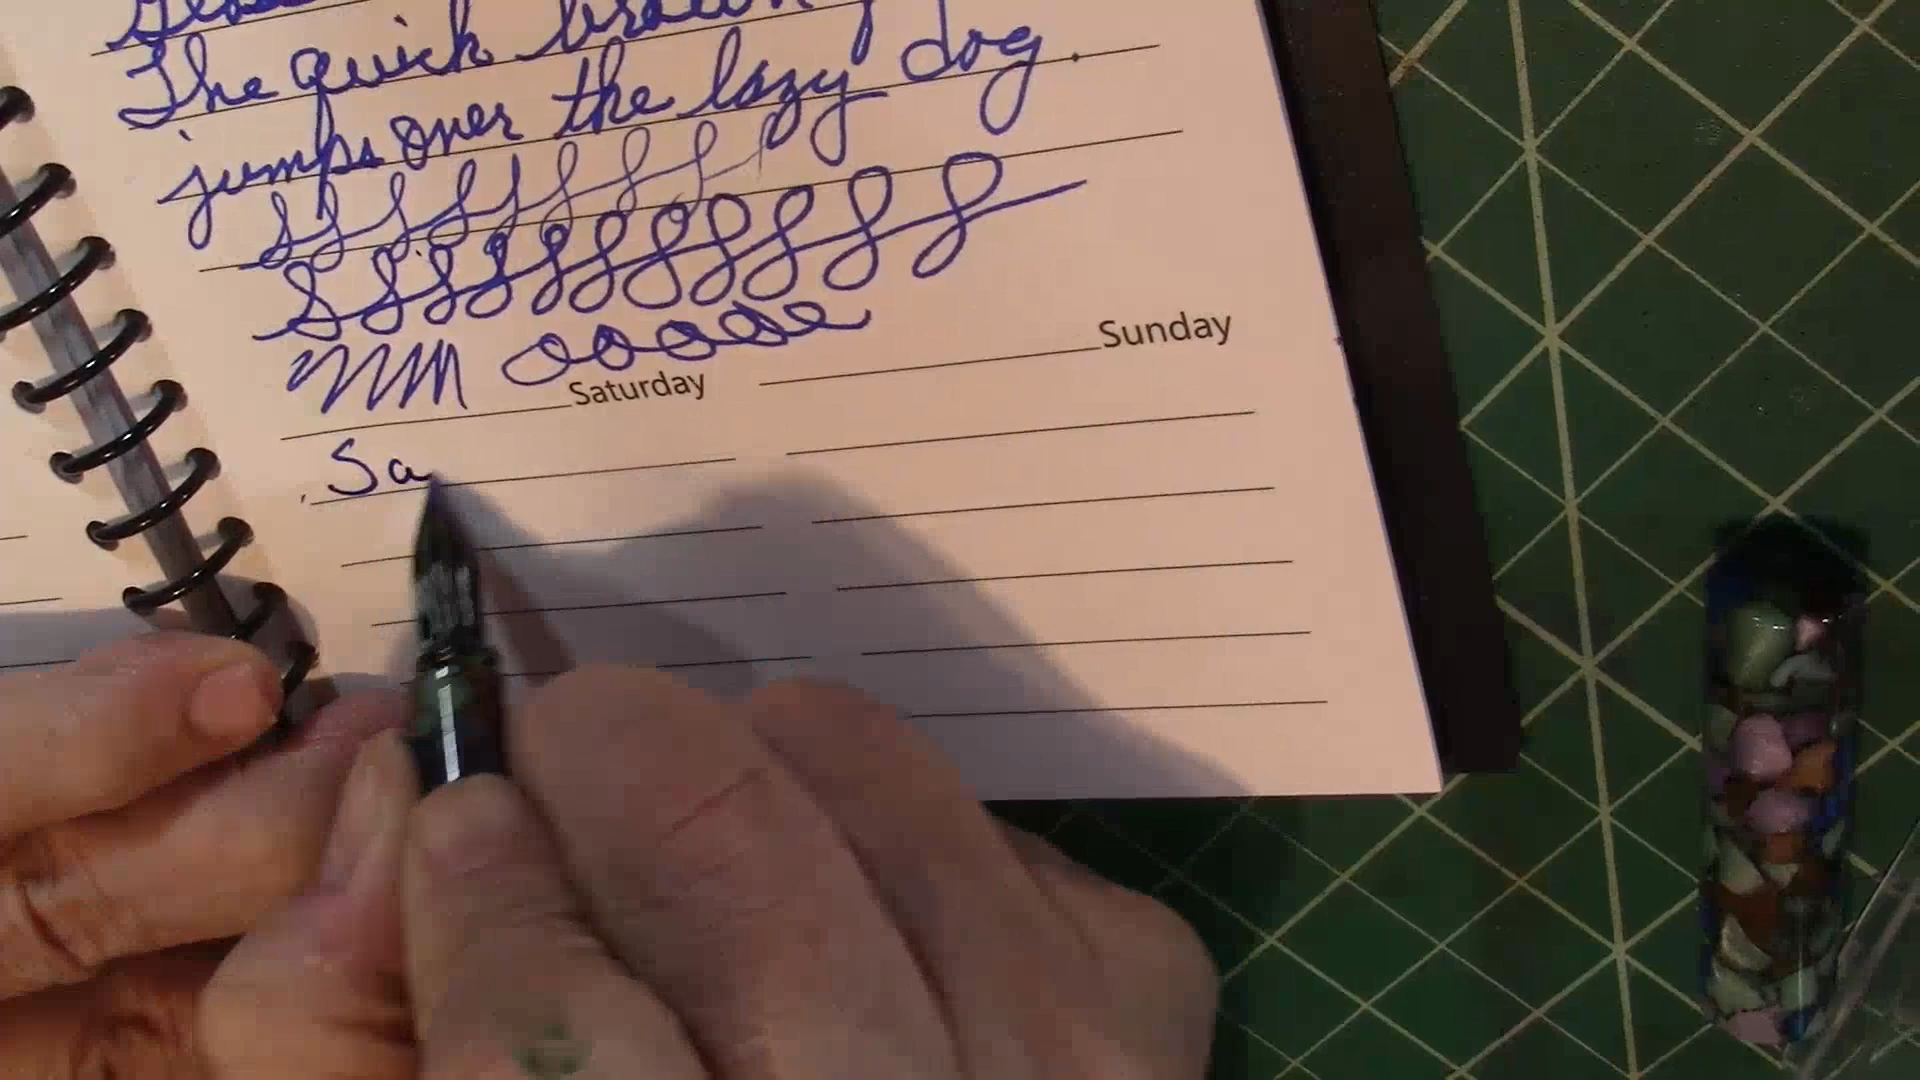 The quick brown
jumps over the lazy dog.
Sunday
Saturday
Sa